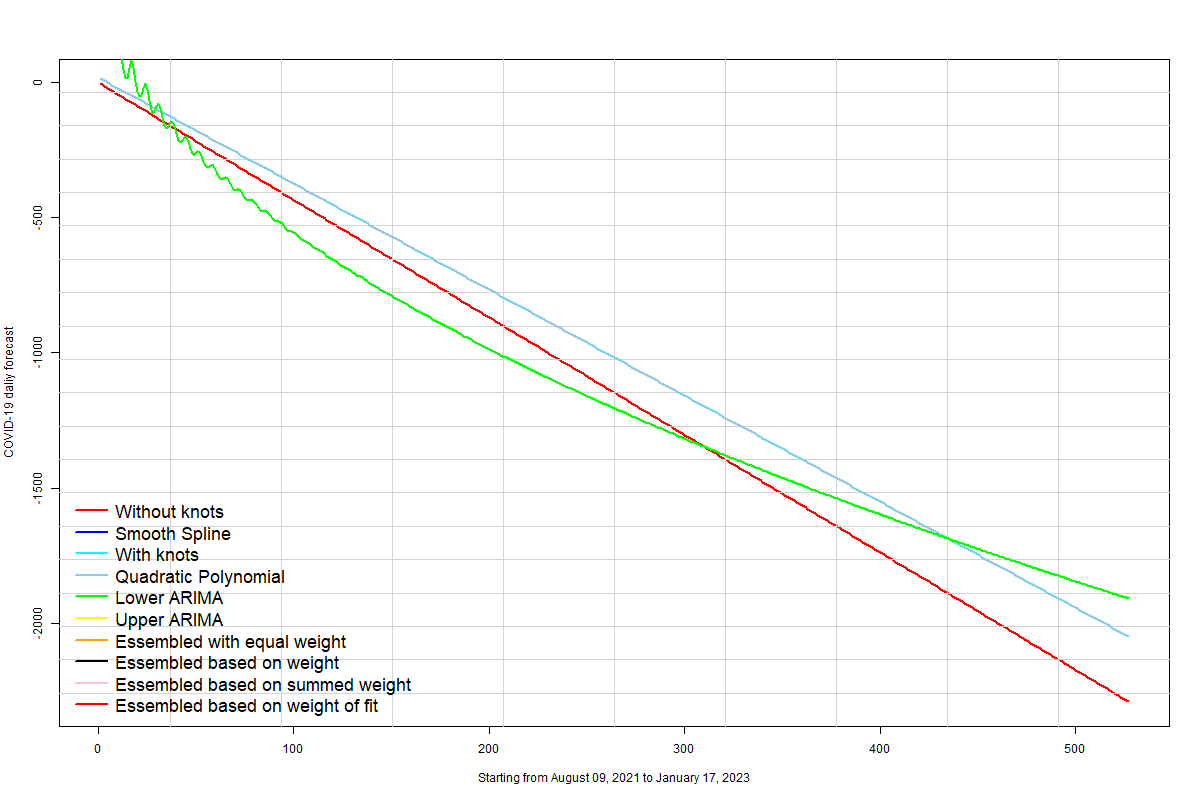 COVID-19 daliy forecast
0
-500
-1000
-1500
-2000
Without knots
Smooth Spline
With knots
Quadratic Polynomial
Lower ARIMA
Upper ARIMA
Essembled with equal weight
Essembled based on weight
Essembled based on summed weight
Essembled based on weight of fit
0 100 200 300 400 500
Starting from August 09, 2021 to January 17, 2023